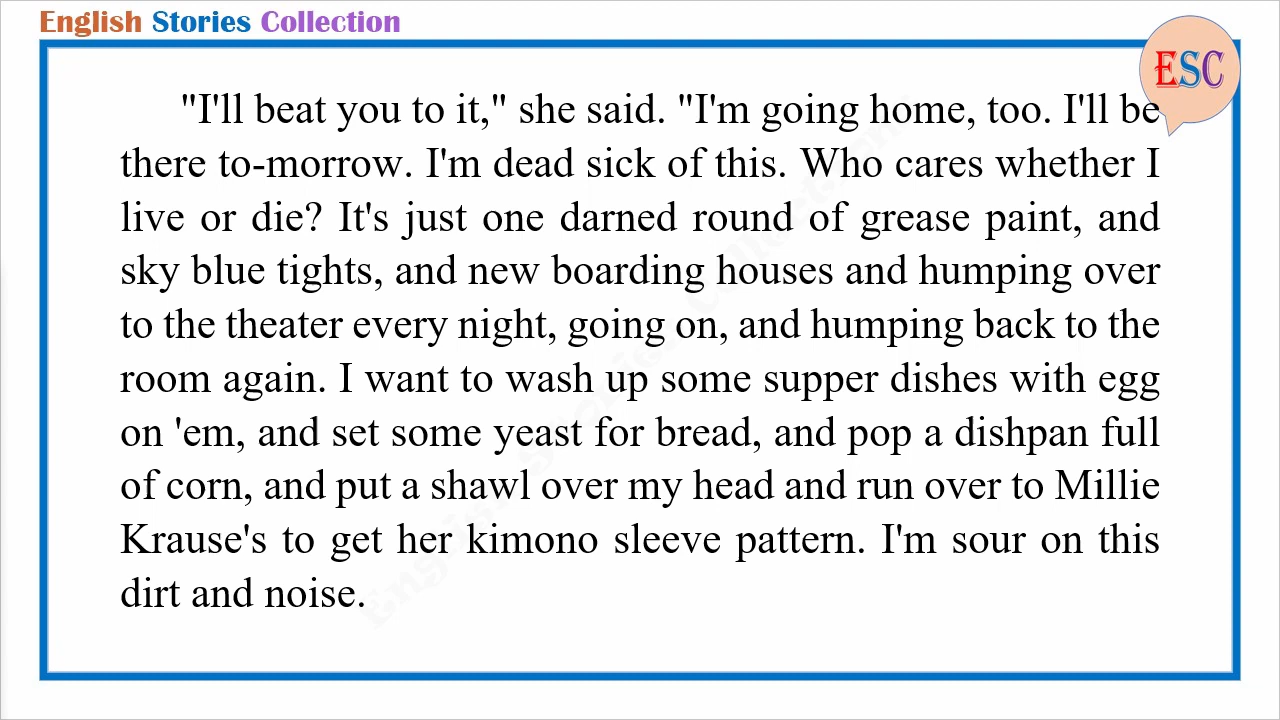 English Stories Collection
ESC
"I'll beat you to it," she said. "I'm going home, too. I'll be
there to-morrow. I'm dead sick of this. Who cares whether I
live or die? It's just one darned round of grease paint, and
sky blue tights, and new boarding houses and humping over
to the theater every night, going on, and humping back to the
room again. I want to wash up some supper dishes with egg
on 'em, and set some yeast for bread, and pop a dishpan full
of corn, and put a shawl over my head and run over to Millie
Krause's to get her kimono sleeve pattern. I'm sour on this
dirt and noise.
English Stories Collection